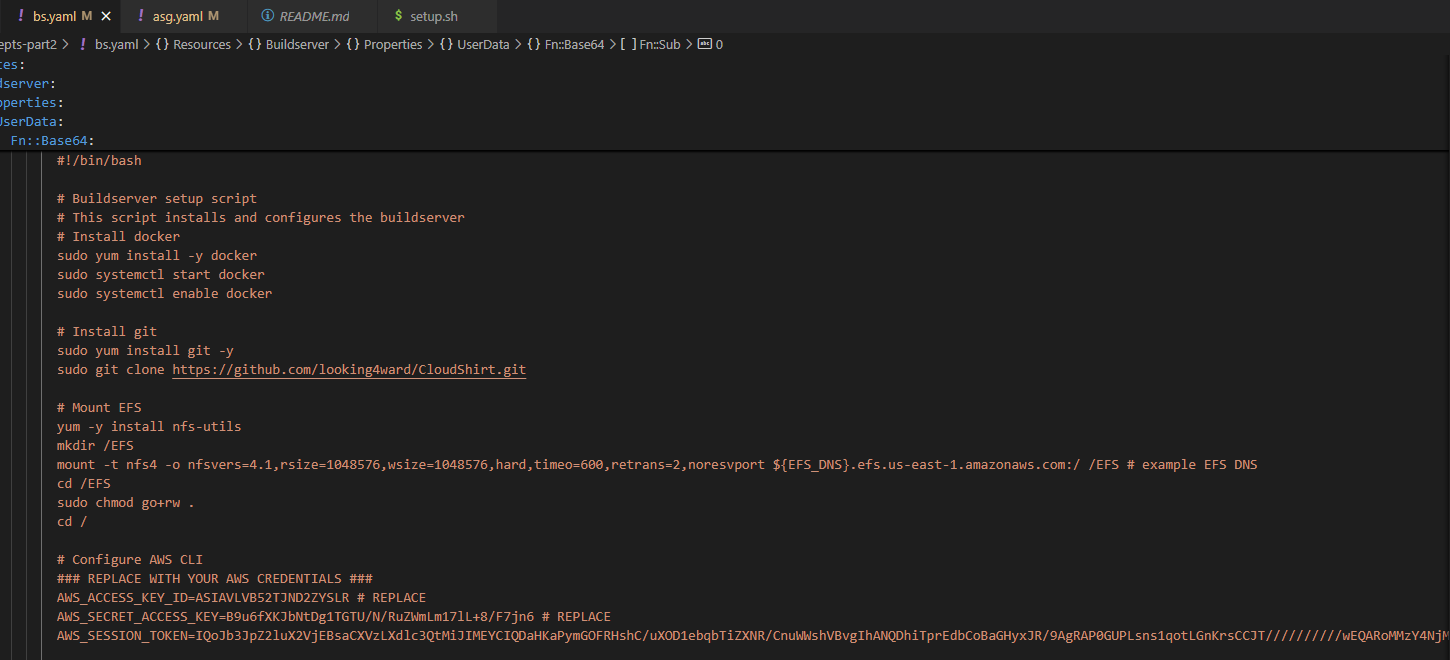 ! bs.yaml M × ! asg.yaml M ⓘ README.md $ setup.sh
epts-part2 > ! bs.yaml > {} Resources > {} Buildserver > {} Properties > {} UserData > {} Fn::Base64 > [ ] Fn::Sub > abc 0
ces:
dserver:
operties:
UserData:
Fn::Base64:
#!/bin/bash
# Buildserver setup script
# This script installs and configures the buildserver
# Install docker
sudo yum install -y docker
sudo systemctl start docker
sudo systemctl enable docker
# Install git
sudo yum install git -y
sudo git clone https://github.com/looking4ward/CloudShirt.git
# Mount EFS
yum -y install nfs-utils
mkdir /EFS
mount -t nfs4 -o nfsvers=4.1,rsize=1048576,wsize=1048576,hard,timeo=600,retrans=2,noresvport ${EFS_DNS}.efs.us-east-1.amazonaws.com:/ /EFS # example EFS DNS
cd /EFS
sudo chmod go+rw .
cd /
# Configure AWS CLI
### REPLACE WITH YOUR AWS CREDENTIALS ###
AWS_ACCESS_KEY_ID=ASIAVLVB52TJND2ZYSLR # REPLACE
AWS_SECRET_ACCESS_KEY=B9u6fXKJbNtDg1TGTU/N/RuZWmLm17lL+8/F7jn6 # REPLACE
AWS_SESSION_TOKEN=IQoJb3JpZ2luX2VjEBsaCXVzLXdlc3QtMiJIMEYCIQDaHKaPymGOFRHshC/uXOD1ebqbTiZXNR/CnuWWshVBvgIhANQDhiTprEdbCoBaGHyxJR/9AgRAP0GUPLsns1qotLGnKrsCCJT//////////wEQARoMMzY4NjM